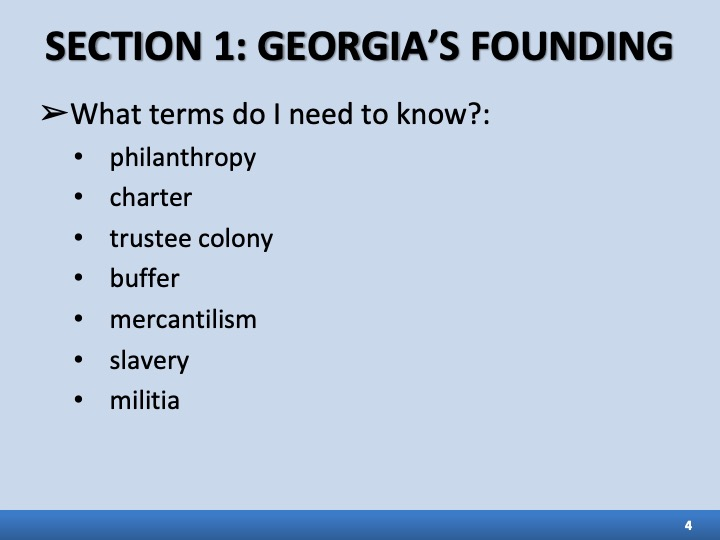 SECTION 1: GEORGIA’S FOUNDING
➢What terms do I need to know?:
• philanthropy
• charter
• trustee colony
• buffer
• mercantilism
• slavery
• militia
4